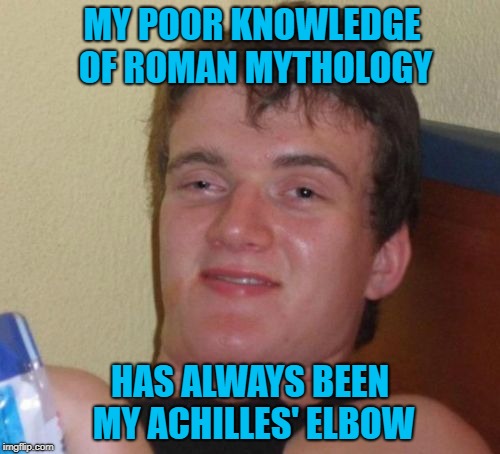 MY POOR KNOWLEDGE
OF ROMAN MYTHOLOGY
HAS ALWAYS BEEN
MY ACHILLES' ELBOW
imgflip.com